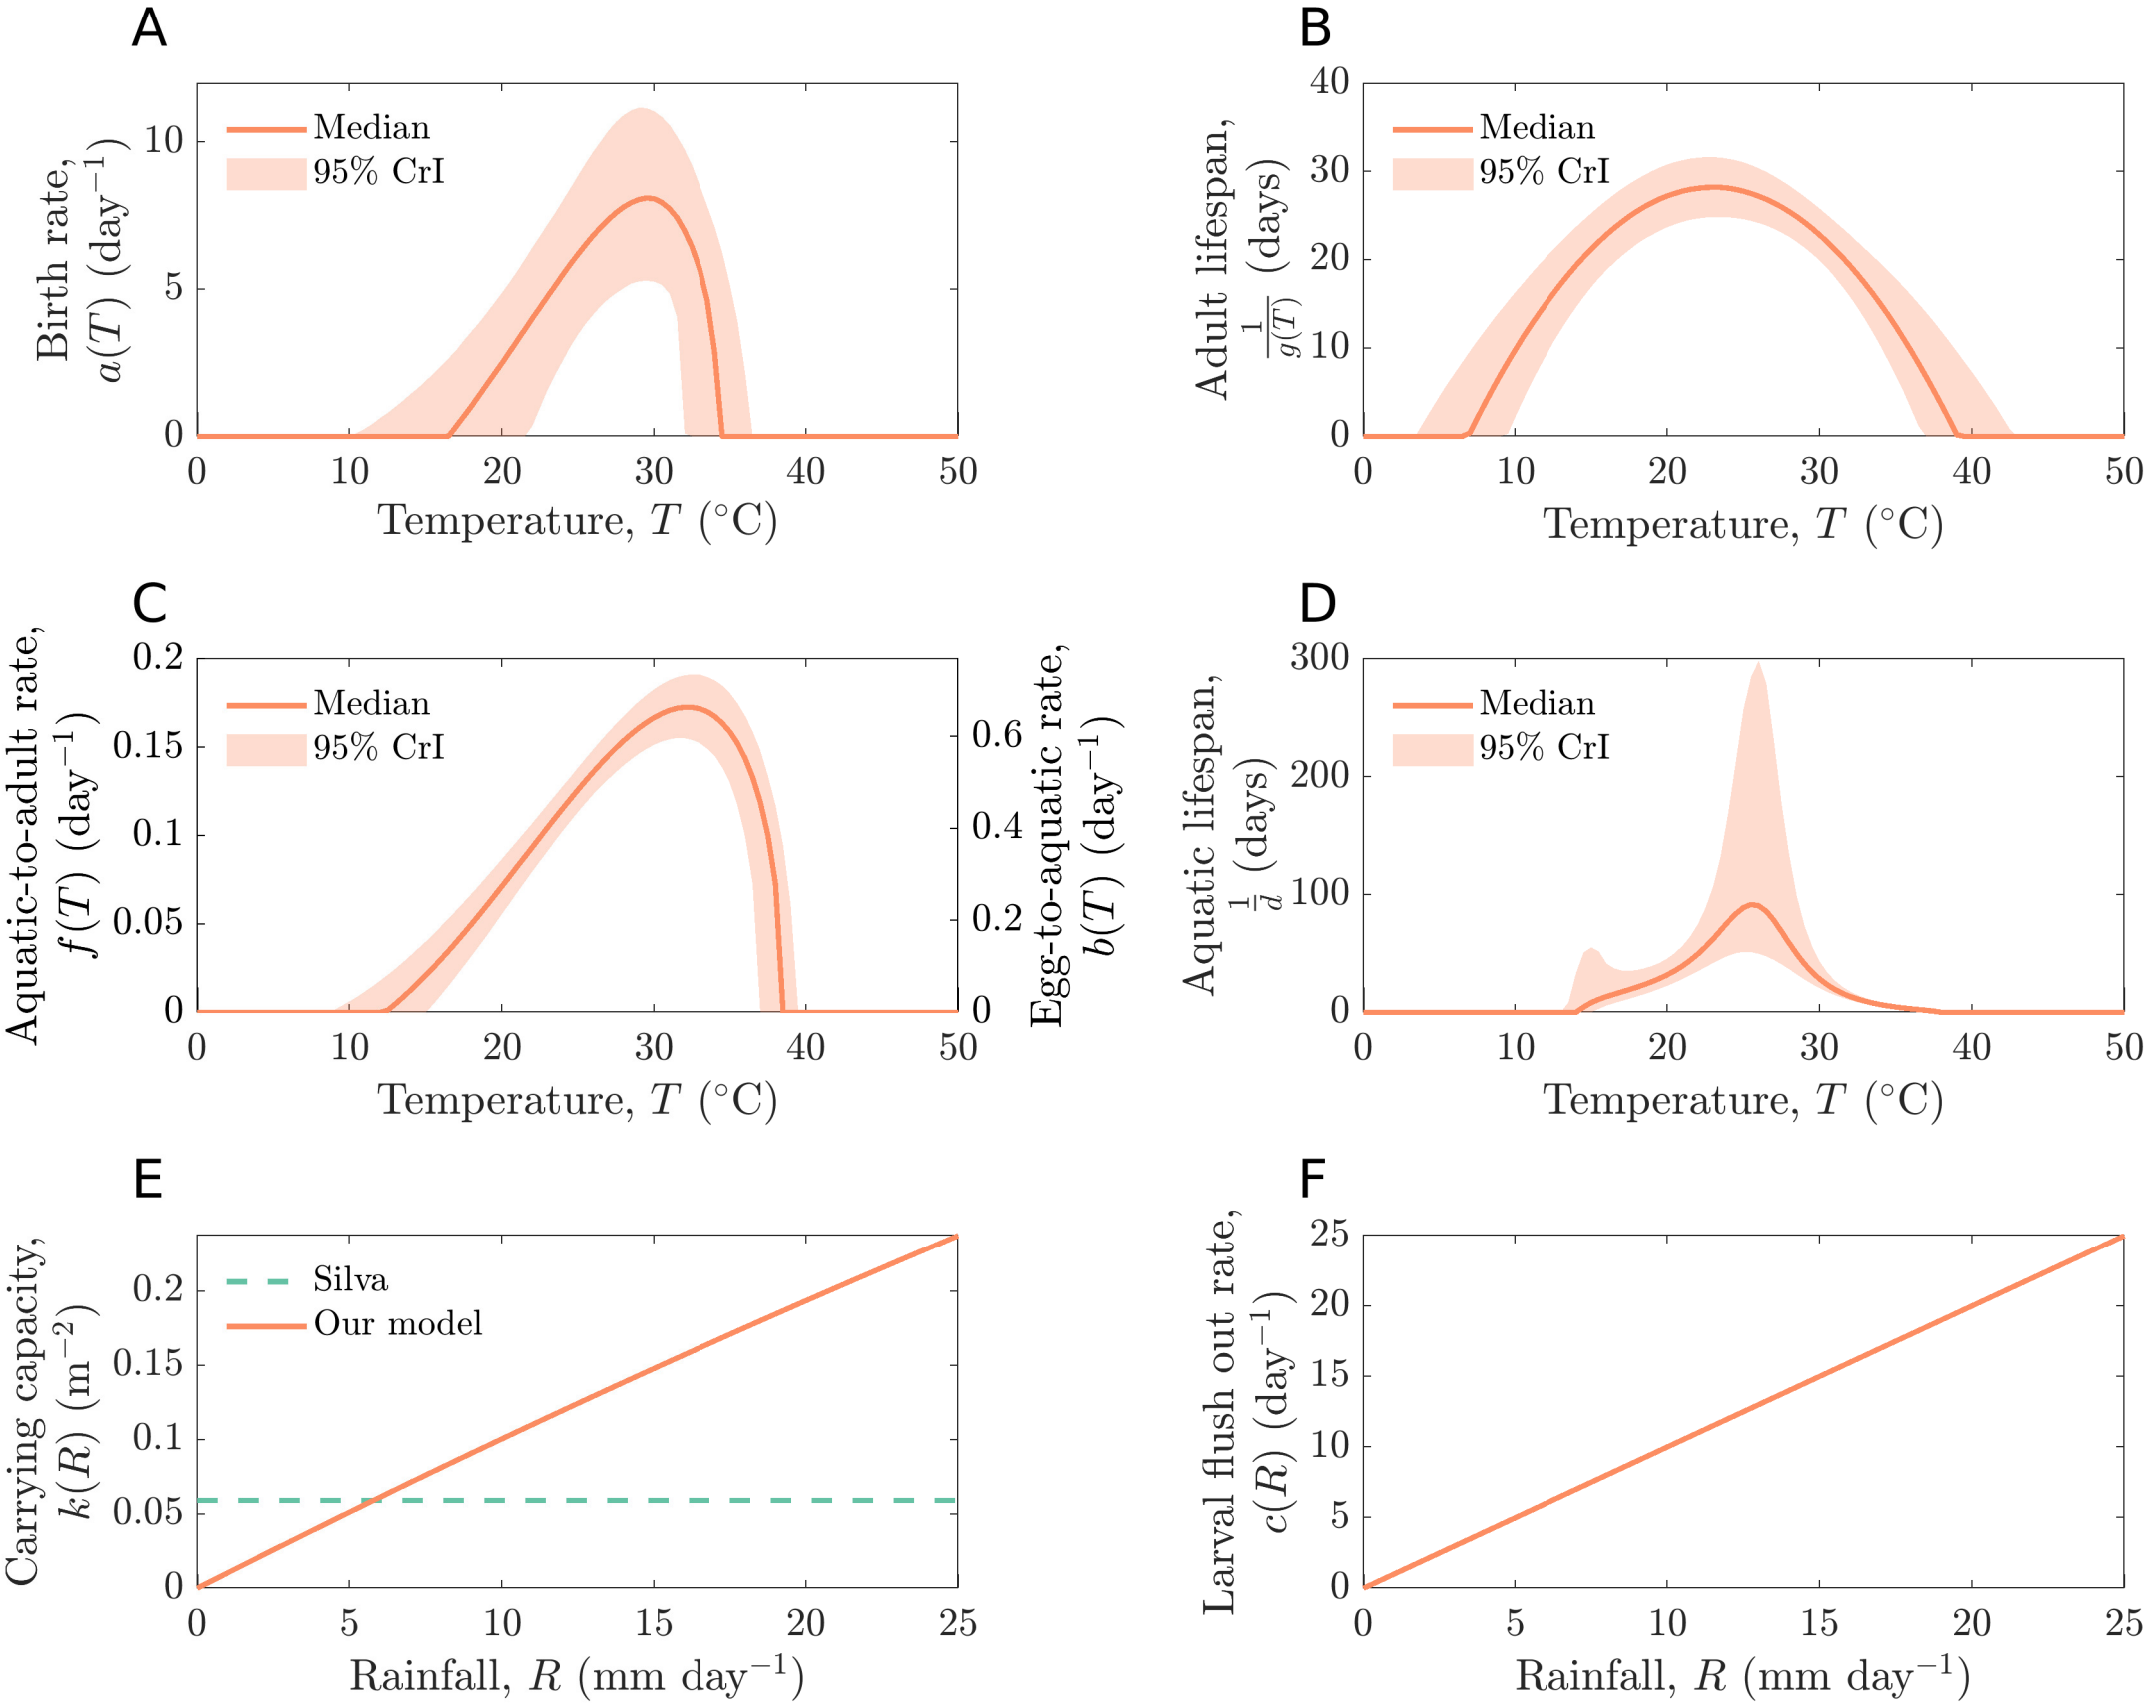 A
Birth rate,
a(T) (day⁻¹)
10
5
0
Median
95% CrI
0 10 20 30 40 50
Temperature, T (°C)
B
Adult lifespan,
1/g(T) (days)
40
30
20
10
0
Median
95% CrI
0 10 20 30 40 50
Temperature, T (°C)
C
Aquatic-to-adult rate,
f(T) (day⁻¹)
0.2
0.15
0.1
0.05
0
Median
95% CrI
0.6
0.4
0.2
0
Egg-to-aquatic rate,
b(T) (day⁻¹)
0 10 20 30 40 50
Temperature, T (°C)
D
Aquatic lifespan,
1/d (days)
300
200
100
0
Median
95% CrI
0 10 20 30 40 50
Temperature, T (°C)
E
Carrying capacity,
k(R) (m⁻²)
0.2
0.15
0.1
0.05
0
Silva
Our model
0 5 10 15 20 25
Rainfall, R (mm day⁻¹)
F
Larval flush out rate,
c(R) (day⁻¹)
25
20
15
10
5
0
0 5 10 15 20 25
Rainfall, R (mm day⁻¹)